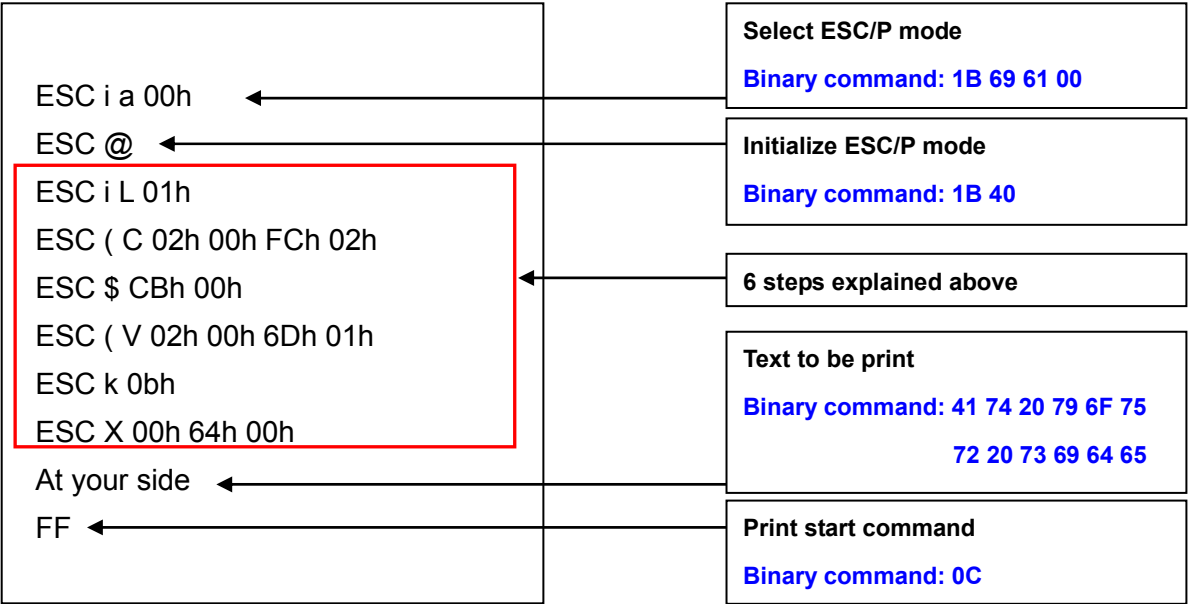 ESC i a 00h
ESC @
ESC i L 01h
ESC ( C 02h 00h FCh 02h
ESC $ CBh 00h
ESC ( V 02h 00h 6Dh 01h
ESC k 0bh
ESC X 00h 64h 00h
At your side
FF
Select ESC/P mode
Binary command: 1B 69 61 00
Initialize ESC/P mode
Binary command: 1B 40
6 steps explained above
Text to be print
Binary command: 41 74 20 79 6F 75
72 20 73 69 64 65
Print start command
Binary command: 0C